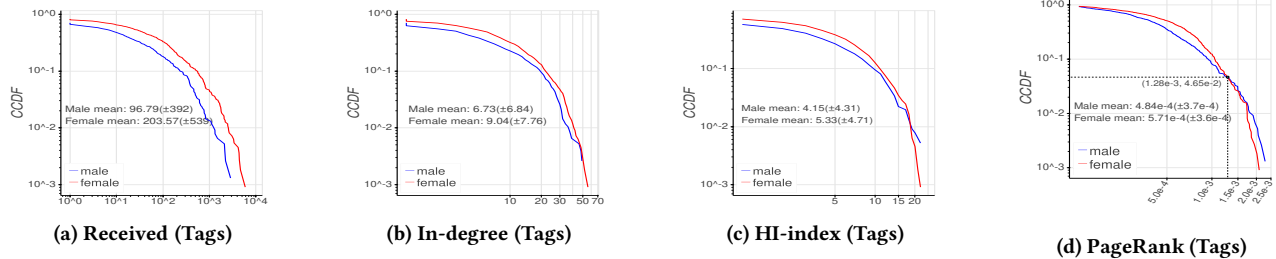 CCDF
10^0
10^-1
10^-2
10^-3
Male mean: 96.79(±392)
Female mean: 203.57(±539)
male
female
10^0
10^1
10^2
10^3
10^4
(a) Received (Tags)
CCDF
10^0
10^-1
10^-2
10^-3
Male mean: 6.73(±6.84)
Female mean: 9.04(±7.76)
male
female
10
20
30
50
70
(b) In-degree (Tags)
CCDF
10^-1
10^-2
10^-3
Male mean: 4.15(±4.31)
Female mean: 5.33(±4.71)
male
female
5
10
15
20
(c) HI-index (Tags)
CCDF
10^0
10^-1
10^-2
10^-3
(1.28e-3, 4.65e-2)
Male mean: 4.84e-4(±3.7e-4)
Female mean: 5.71e-4(±3.6e-4)
male
female
5.0e-4
1.0e-3
1.5e-3
2.0e-3
2.5e-3
(d) PageRank (Tags)